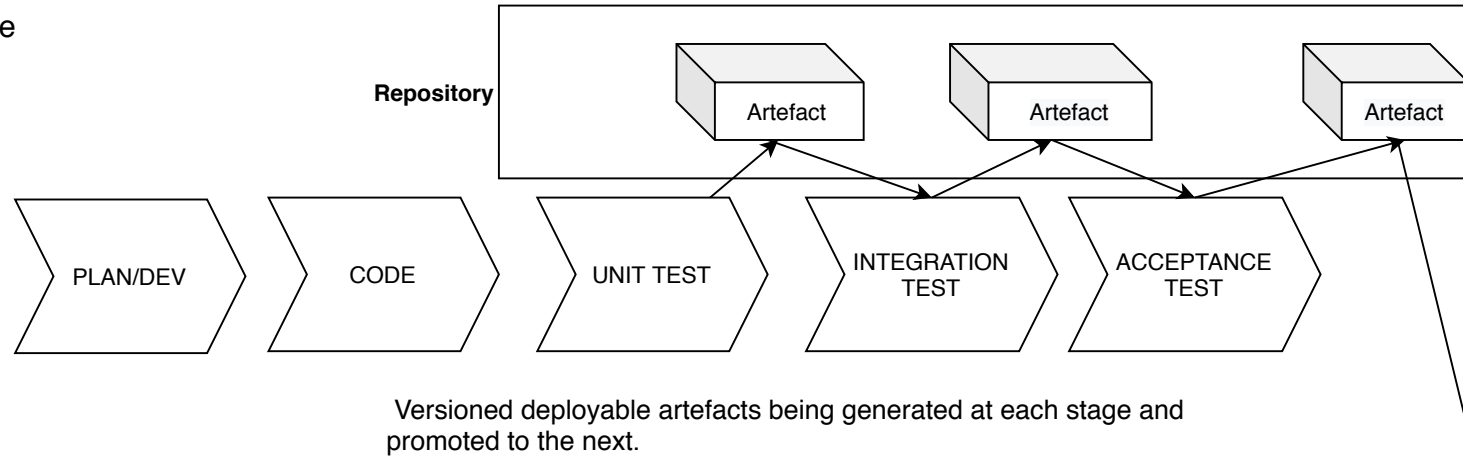 e
Repository
Artefact
Artefact
Artefact
PLAN/DEV
CODE
UNIT TEST
INTEGRATION
TEST
ACCEPTANCE
TEST
Versioned deployable artefacts being generated at each stage and
promoted to the next.